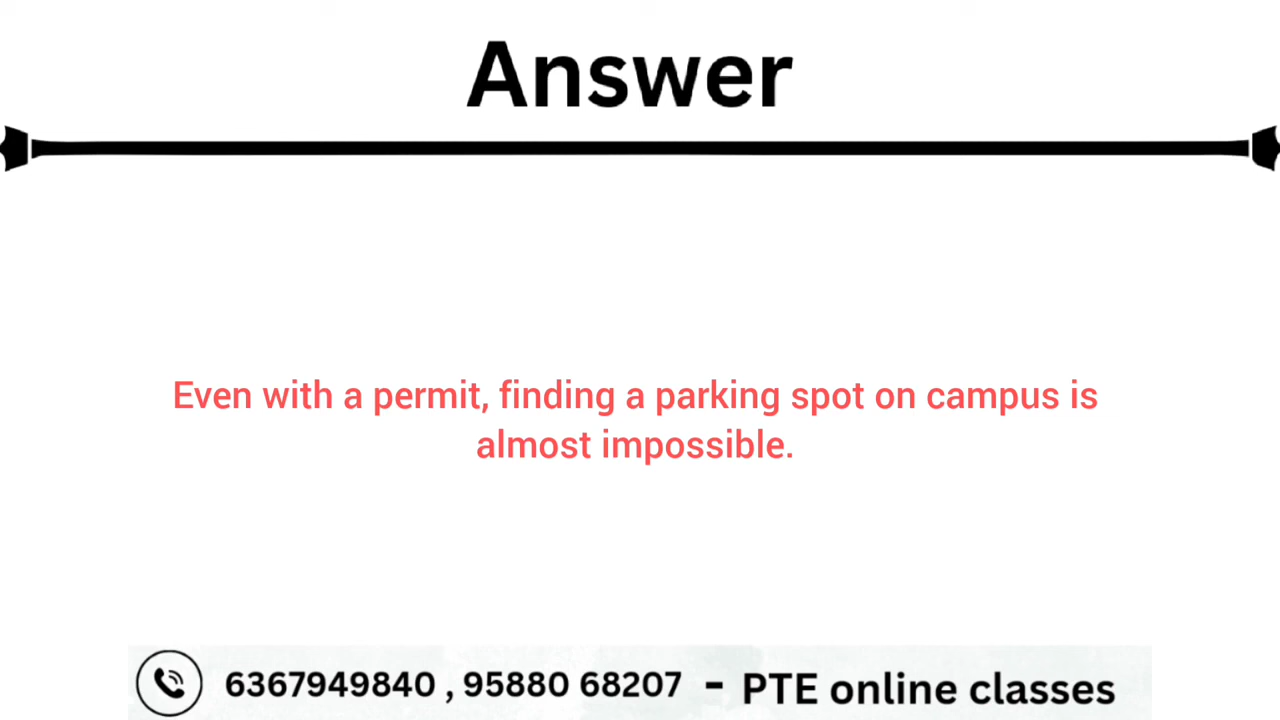 Answer
Even with a permit, finding a parking spot on campus is
almost impossible.
6367949840 , 95880 68207 - PTE online classes